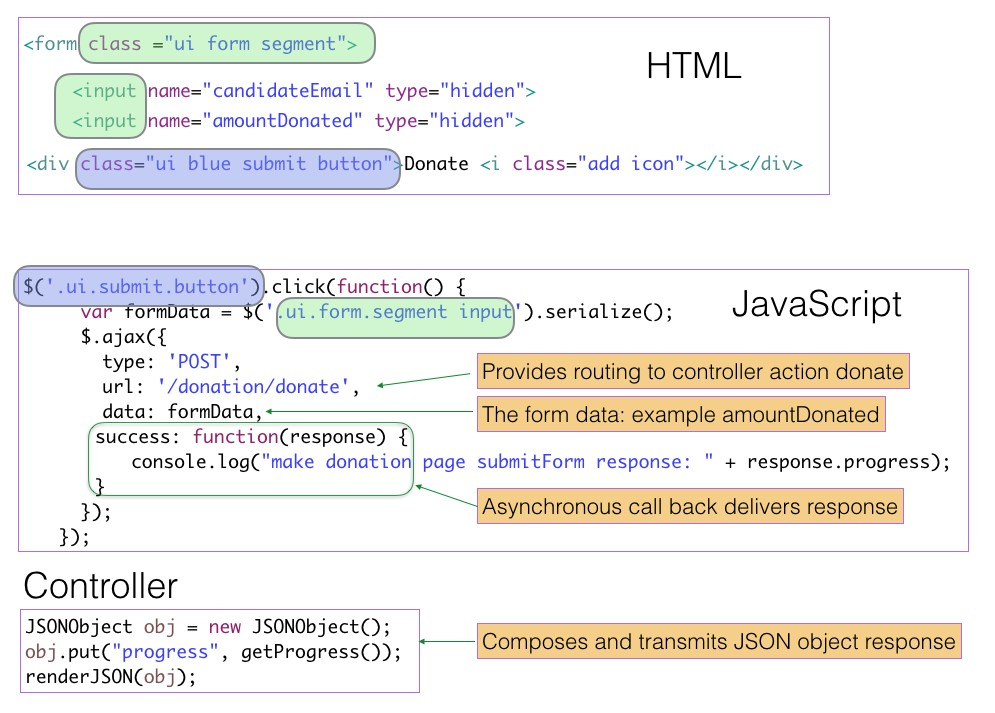 <form class ="ui form segment">
HTML
<input name="candidateEmail" type="hidden">
<input name="amountDonated" type="hidden">
<div class="ui blue submit button">Donate <i class="add icon"></i></div>
$('.ui.submit.button').click(function() {
JavaScript
var formData = $('.ui.form.segment input').serialize();
$.ajax({
type: 'POST',
url: '/donation/donate',
Provides routing to controller action donate
data: formData,
The form data: example amountDonated
success: function(response) {
console.log("make donation page submitForm response: " + response.progress);
}
Asynchronous call back delivers response
});
});
Controller
JSONObject obj = new JSONObject();
obj.put("progress", getProgress());
renderJSON(obj);
Composes and transmits JSON object response